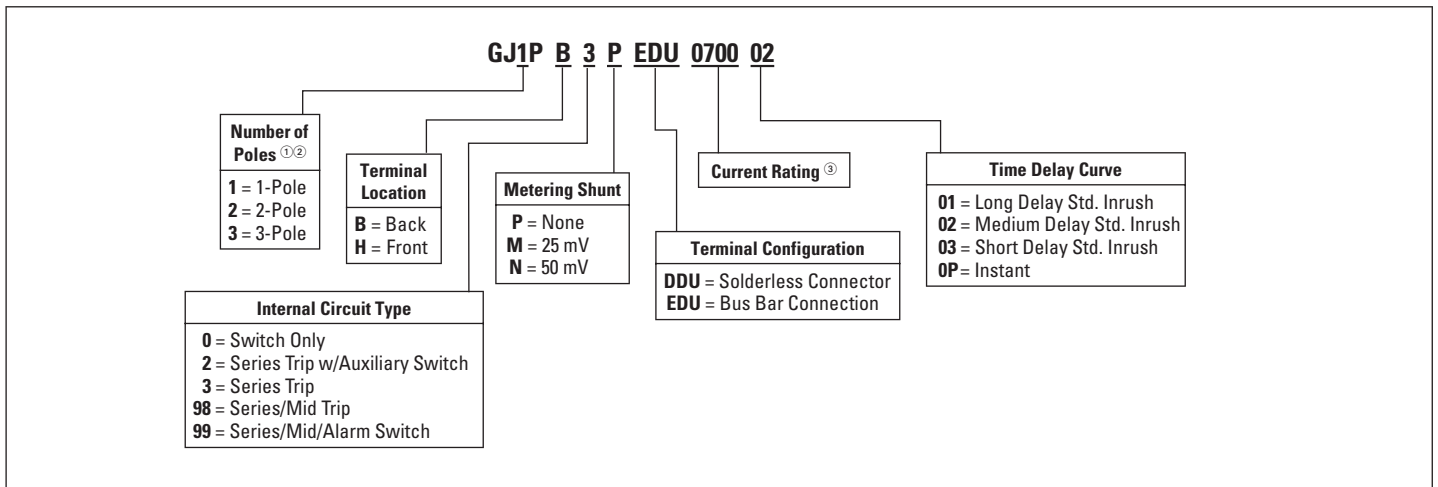 GJ1P B 3 P EDU 0700 02
Number of
Poles ①②
1 = 1-Pole
2 = 2-Pole
3 = 3-Pole
Terminal
Location
B = Back
H = Front
Internal Circuit Type
0 = Switch Only
2 = Series Trip w/Auxiliary Switch
3 = Series Trip
98 = Series/Mid Trip
99 = Series/Mid/Alarm Switch
Metering Shunt
P = None
M = 25 mV
N = 50 mV
Terminal Configuration
DDU = Solderless Connector
EDU = Bus Bar Connection
Current Rating ③
Time Delay Curve
01 = Long Delay Std. Inrush
02 = Medium Delay Std. Inrush
03 = Short Delay Std. Inrush
0P = Instant